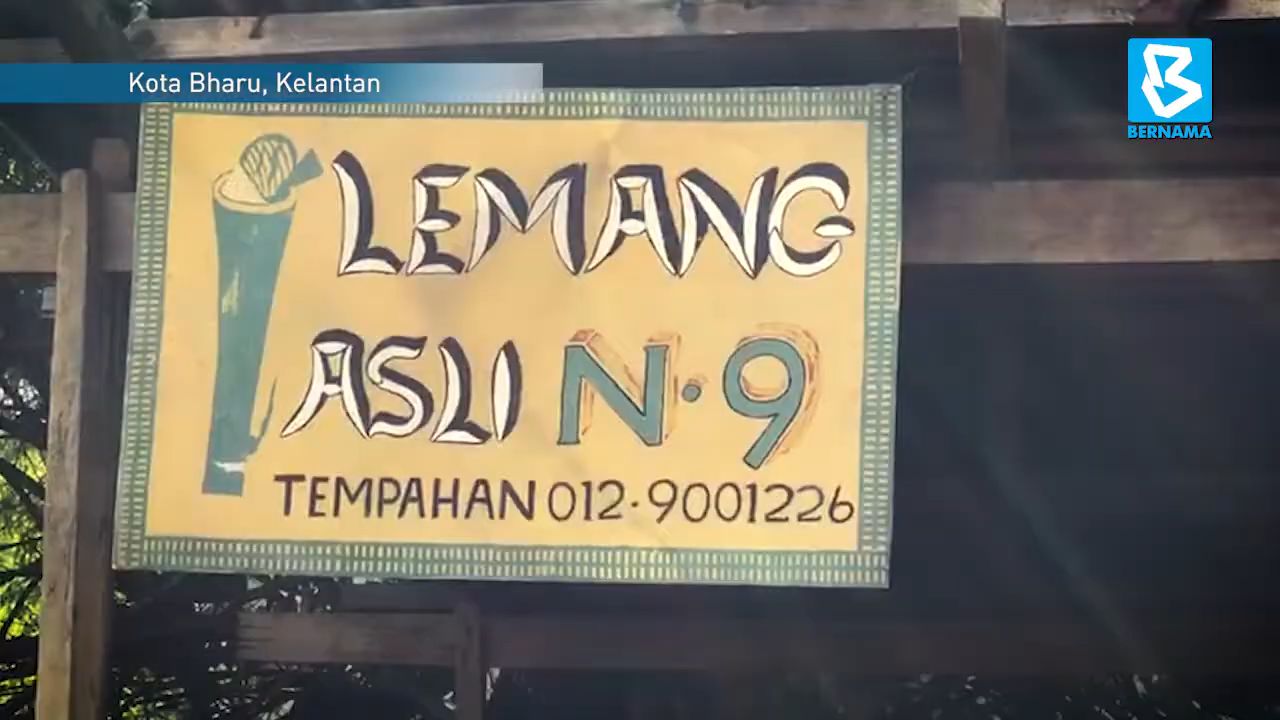 Kota Bharu, Kelantan
BERNAMA
LEMANG
ASLI N.9
TEMPAHAN 012-9001226